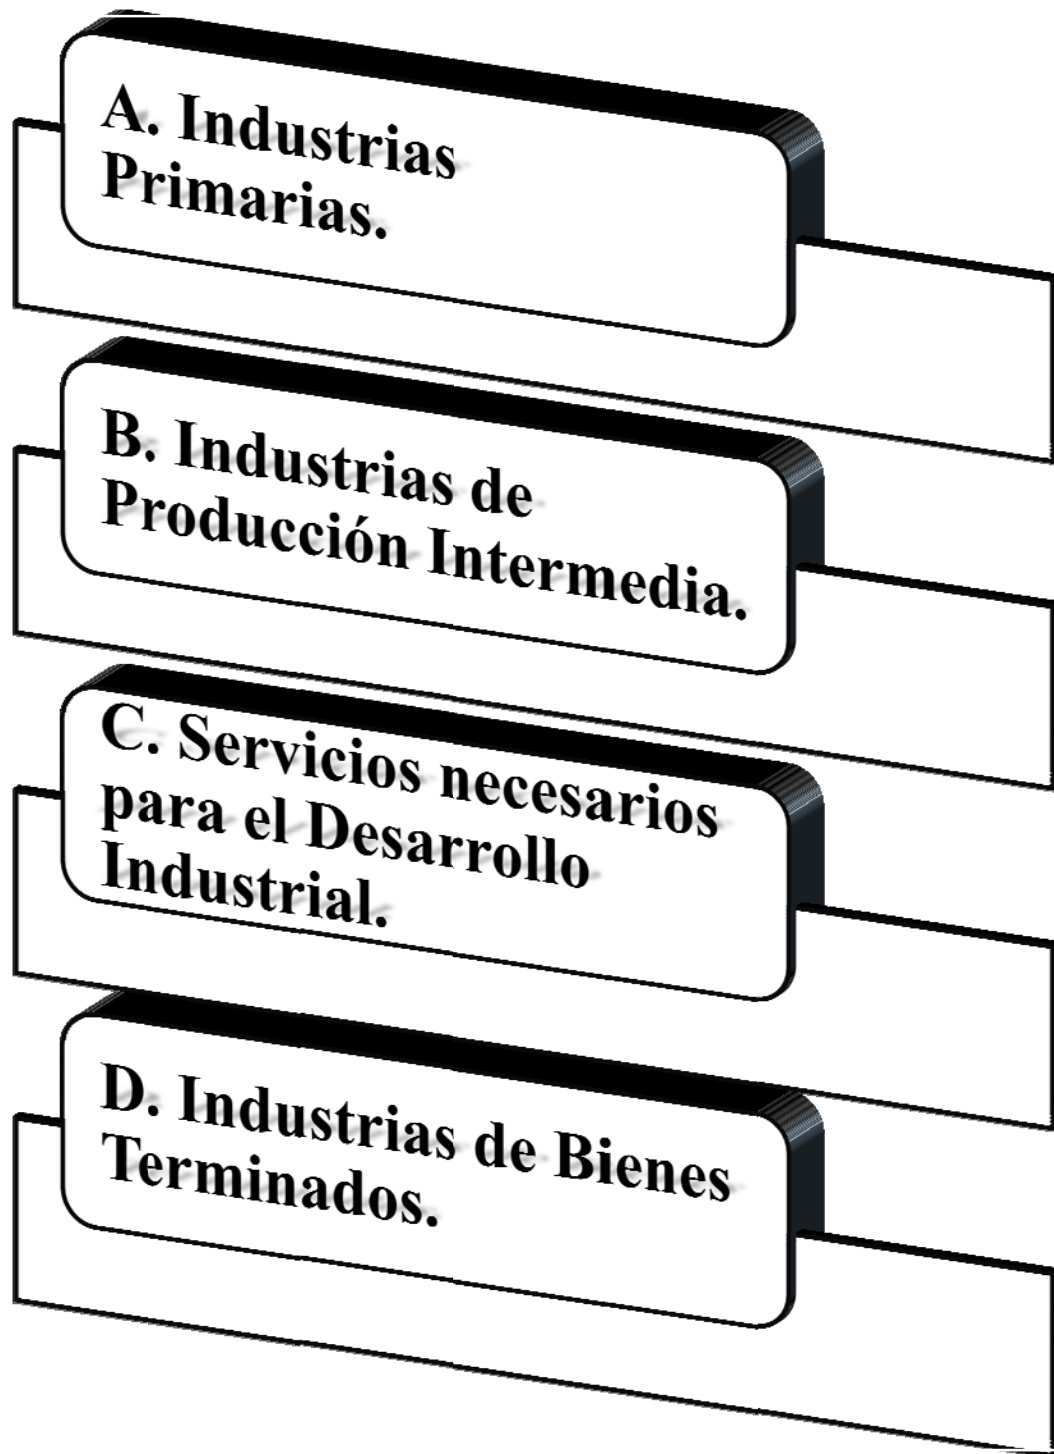 A. Industrias
Primarias.
B. Industrias de
Producción Intermedia.
C. Servicios necesarios
para el Desarrollo
Industrial.
D. Industrias de Bienes
Terminados.